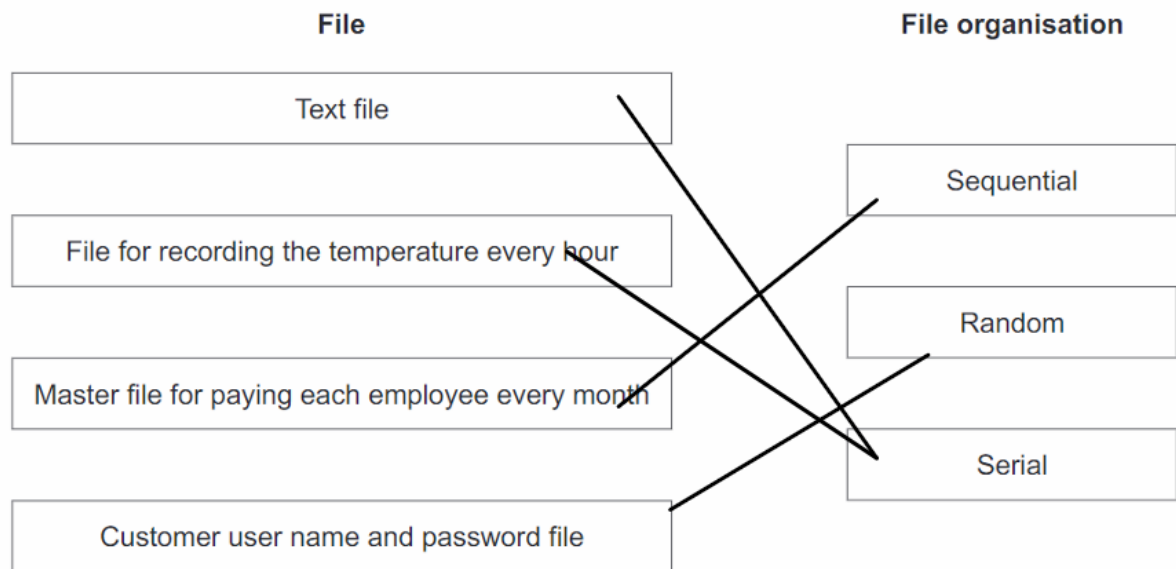 File
File organisation
Text file
Sequential
File for recording the temperature every hour
Random
Master file for paying each employee every month
Serial
Customer user name and password file